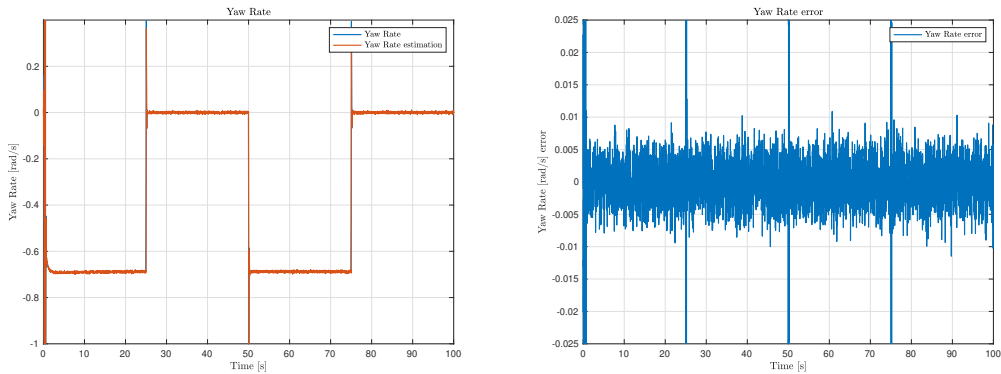 Yaw Rate
Yaw Rate
Yaw Rate estimation
0.2
0
-0.2
-0.4
-0.6
-0.8
-1
Yaw Rate [rad/s]
0 10 20 30 40 50 60 70 80 90 100
Time [s]
Yaw Rate error
Yaw Rate error
0.025
0.02
0.015
0.01
0.005
0
-0.005
-0.01
-0.015
-0.02
-0.025
Yaw Rate [rad/s] error
0 10 20 30 40 50 60 70 80 90 100
Time [s]